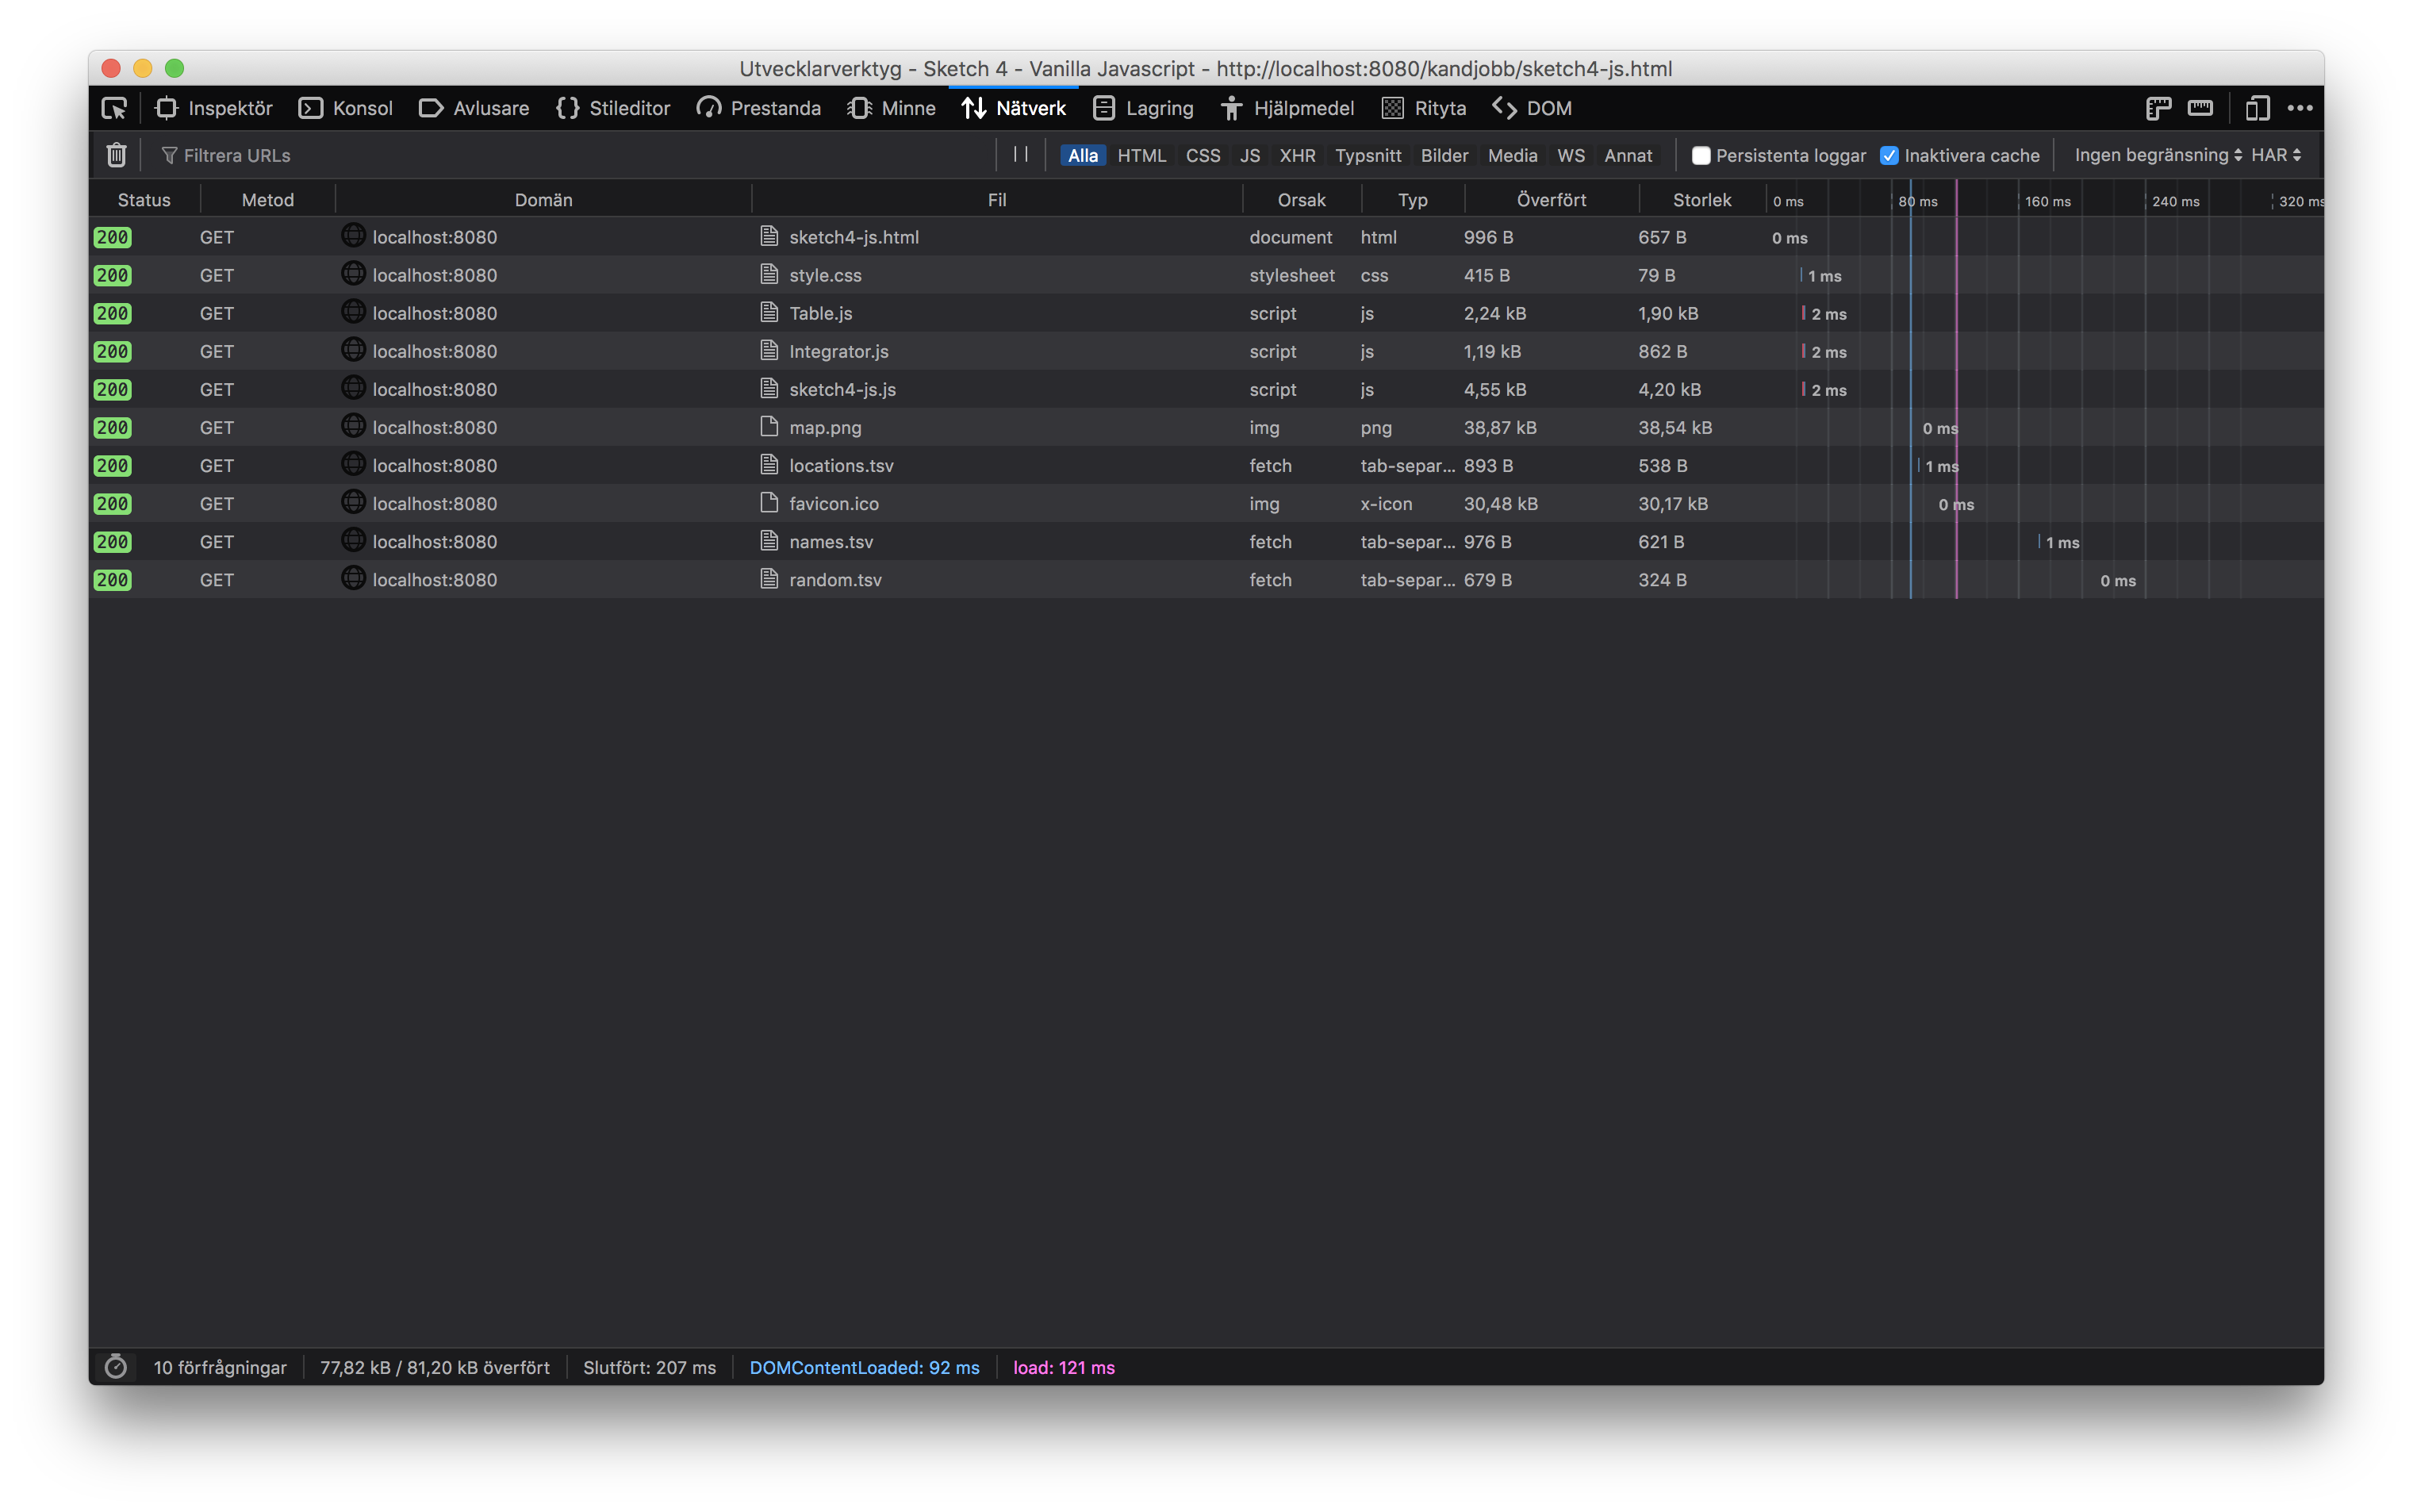 Utvecklarverktyg - Sketch 4 - Vanilla Javascript - http://localhost:8080/kandjobb/sketch4-js.html
Inspektör Konsol Avlusare Stileditor Prestanda Minne Nätverk Lagring Hjälpmedel Rityta DOM
Filtrera URLs Alla HTML CSS JS XHR Typsnitt Bilder Media WS Annat Persistenta loggar Inaktivera cache Ingen begränsning HAR
Status Metod Domän Fil Orsak Typ Överfört Storlek 0 ms 80 ms 160 ms 240 ms 320 ms
200 GET localhost:8080 sketch4-js.html document html 996 B 657 B 0 ms
200 GET localhost:8080 style.css stylesheet css 415 B 79 B 1 ms
200 GET localhost:8080 Table.js script js 2,24 kB 1,90 kB 2 ms
200 GET localhost:8080 Integrator.js script js 1,19 kB 862 B 2 ms
200 GET localhost:8080 sketch4-js.js script js 4,55 kB 4,20 kB 2 ms
200 GET localhost:8080 map.png img png 38,87 kB 38,54 kB 0 ms
200 GET localhost:8080 locations.tsv fetch tab-separ... 893 B 538 B 1 ms
200 GET localhost:8080 favicon.ico img x-icon 30,48 kB 30,17 kB 0 ms
200 GET localhost:8080 names.tsv fetch tab-separ... 976 B 621 B 1 ms
200 GET localhost:8080 random.tsv fetch tab-separ... 679 B 324 B 0 ms
10 förfrågningar 77,82 kB / 81,20 kB överfört Slutfört: 207 ms DOMContentLoaded: 92 ms load: 121 ms